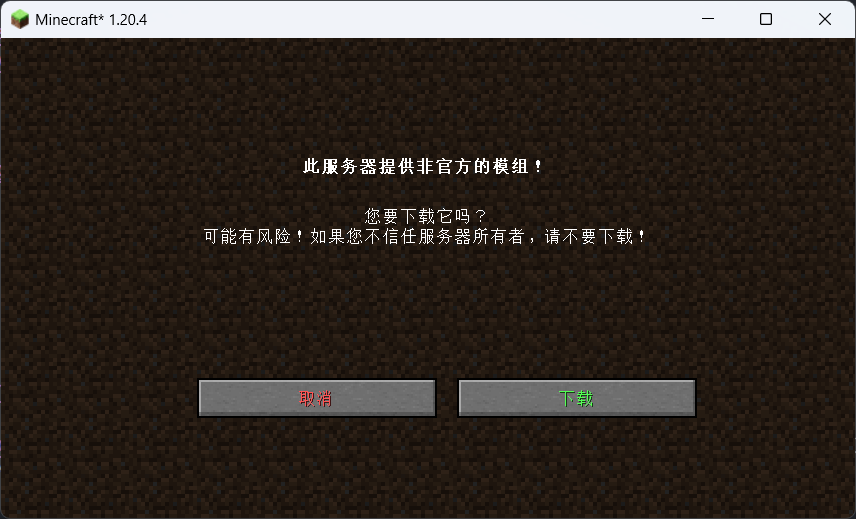 Minecraft* 1.20.4
此服务器提供非官方的模组！
您要下载它吗？
可能有风险！如果您不信任服务器所有者，请不要下载！
取消
下载